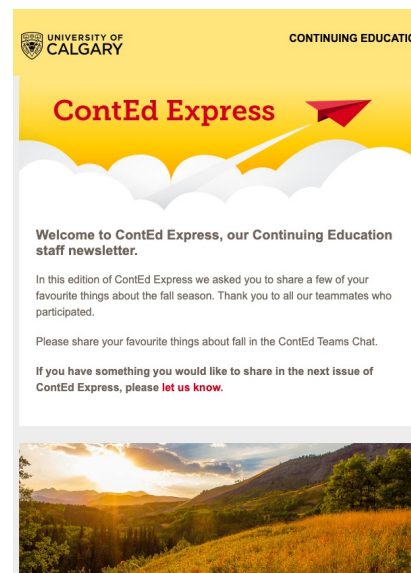 UNIVERSITY OF
CALGARY
CONTINUING EDUCATIO
ContEd Express
Welcome to ContEd Express, our Continuing Education
staff newsletter.
In this edition of ContEd Express we asked you to share a few of your
favourite things about the fall season. Thank you to all our teammates who
participated.
Please share your favourite things about fall in the ContEd Teams Chat.
If you have something you would like to share in the next issue of
ContEd Express, please let us know.